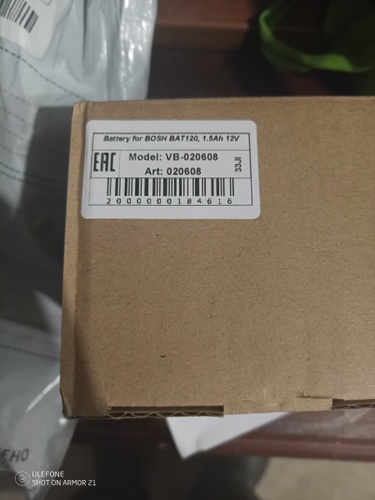 Battery for BOSH BAT120, 1.5Ah 12V
EAC
Model: VB-020608
Art: 020608
33JI
2000000184616
ULEFONE
SHOT ON ARMOR 21